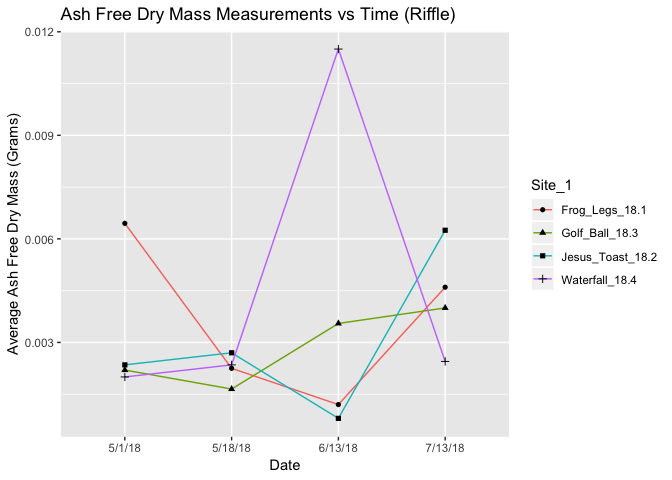 Ash Free Dry Mass Measurements vs Time (Riffle)
0.012
0.009
0.006
0.003
Average Ash Free Dry Mass (Grams)
5/1/18
5/18/18
6/13/18
7/13/18
Date
Site_1
Frog_Legs_18.1
Golf_Ball_18.3
Jesus_Toast_18.2
Waterfall_18.4